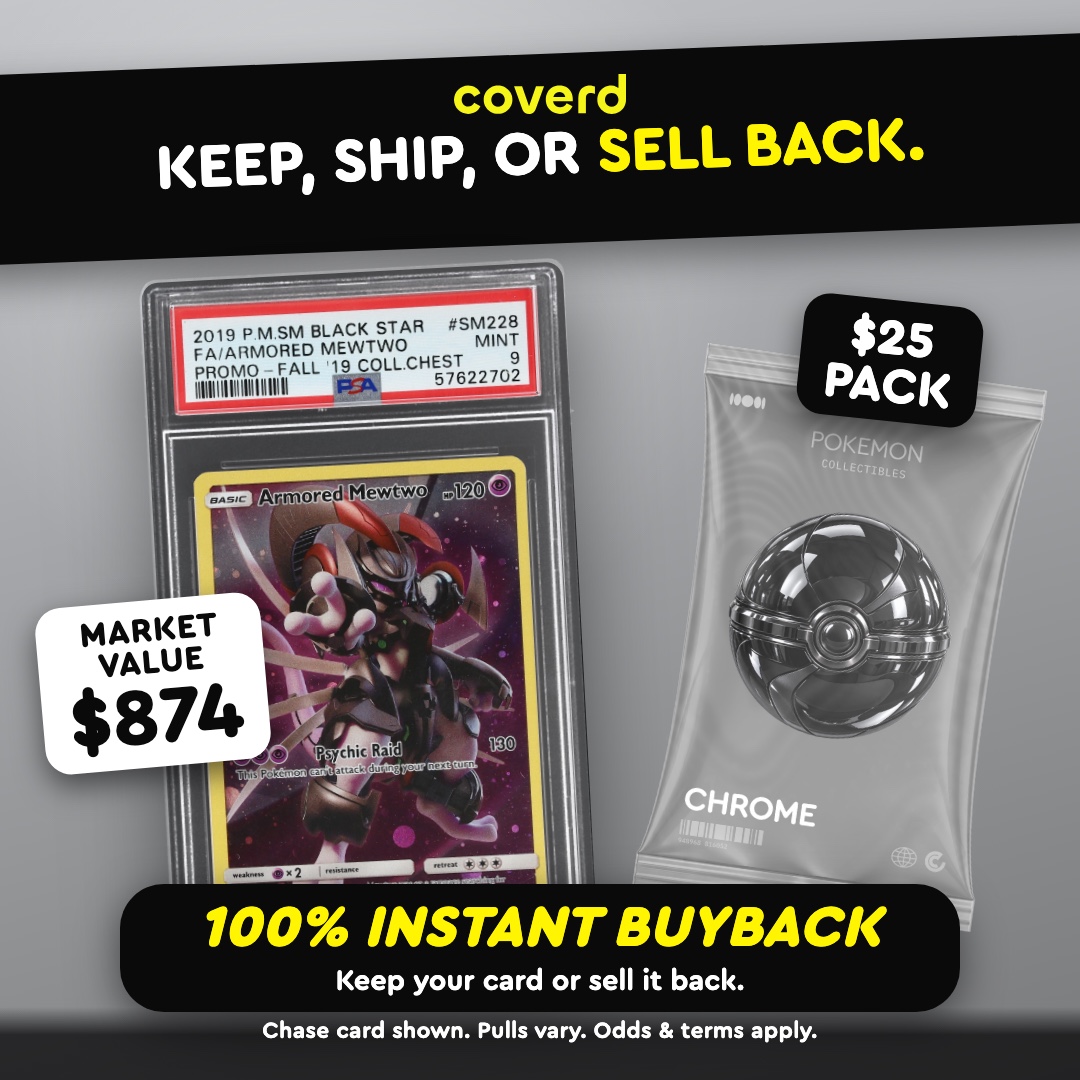 coverd
KEEP, SHIP, OR SELL BACK.
2019 P.M.SM BLACK STAR #SM228
FA/ARMORED MEWTWO MINT
PROMO-FALL '19 COLL.CHEST 9
PSA 57622702
BASIC Armored Mewtwo HP120
MARKET
VALUE
$874
Psychic Raid 130
This Pokémon can't attack during your next turn.
weakness ×2 resistance retreat
$25
PACK
POKEMON
COLLECTIBLES
CHROME
100% INSTANT BUYBACK
Keep your card or sell it back.
Chase card shown. Pulls vary. Odds & terms apply.